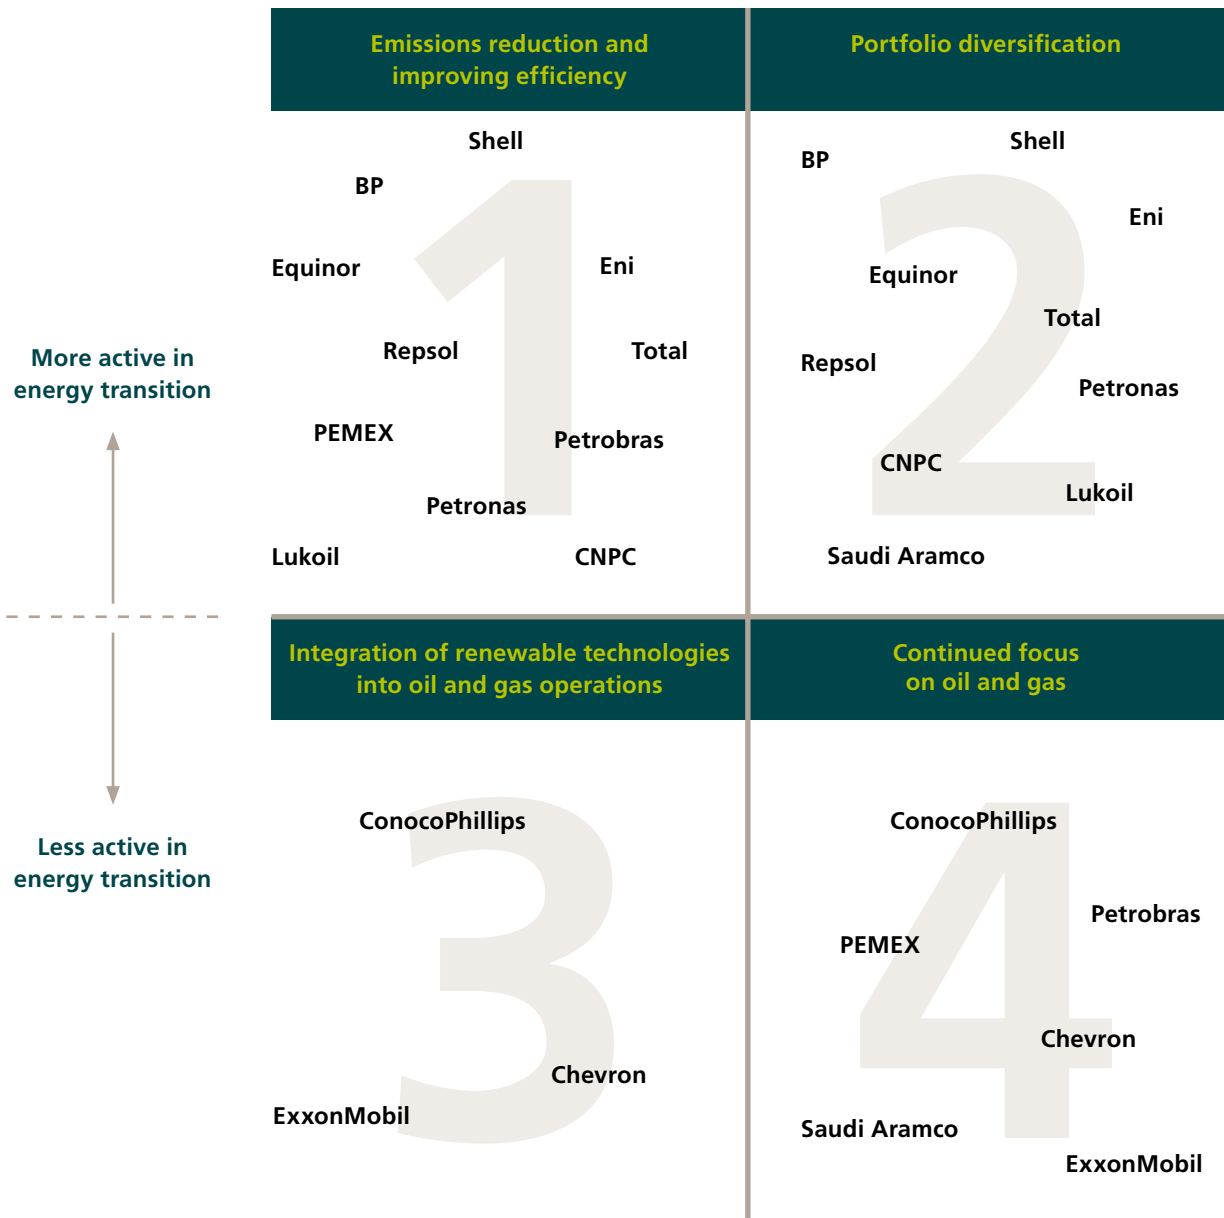 Emissions reduction and
improving efficiency
Portfolio diversification
Shell
BP
Equinor
Eni
Repsol
Total
PEMEX
Petrobras
Petronas
Lukoil
CNPC
1
Shell
BP
Eni
Equinor
Total
Repsol
Petronas
CNPC
Lukoil
Saudi Aramco
2
More active in
energy transition
Less active in
energy transition
Integration of renewable technologies
into oil and gas operations
Continued focus
on oil and gas
ConocoPhillips
Chevron
ExxonMobil
3
ConocoPhillips
Petrobras
PEMEX
Chevron
Saudi Aramco
ExxonMobil
4